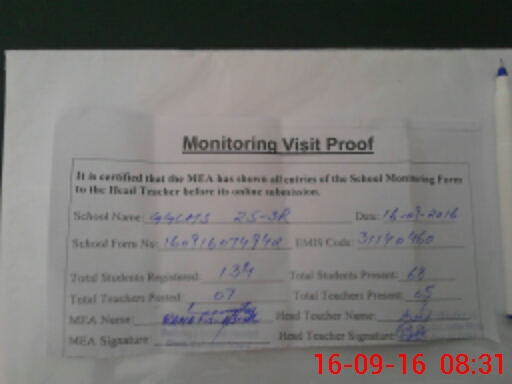 Monitoring Visit Proof
It is certified that the MEA has shown all entries of the School Monitoring Form
to the Head Teacher before its online submission.
School Name: 25-3R Date: 16-09-2016
School Form No: EMIS Code: 31140460
Total Students Registered: 134 Total Students Present: 68
Total Teachers Posted: 07 Total Teachers Present: 05
MEA Name: Head Teacher Name:
MEA Signature: Head Teacher Signature:
16-09-16 08:31